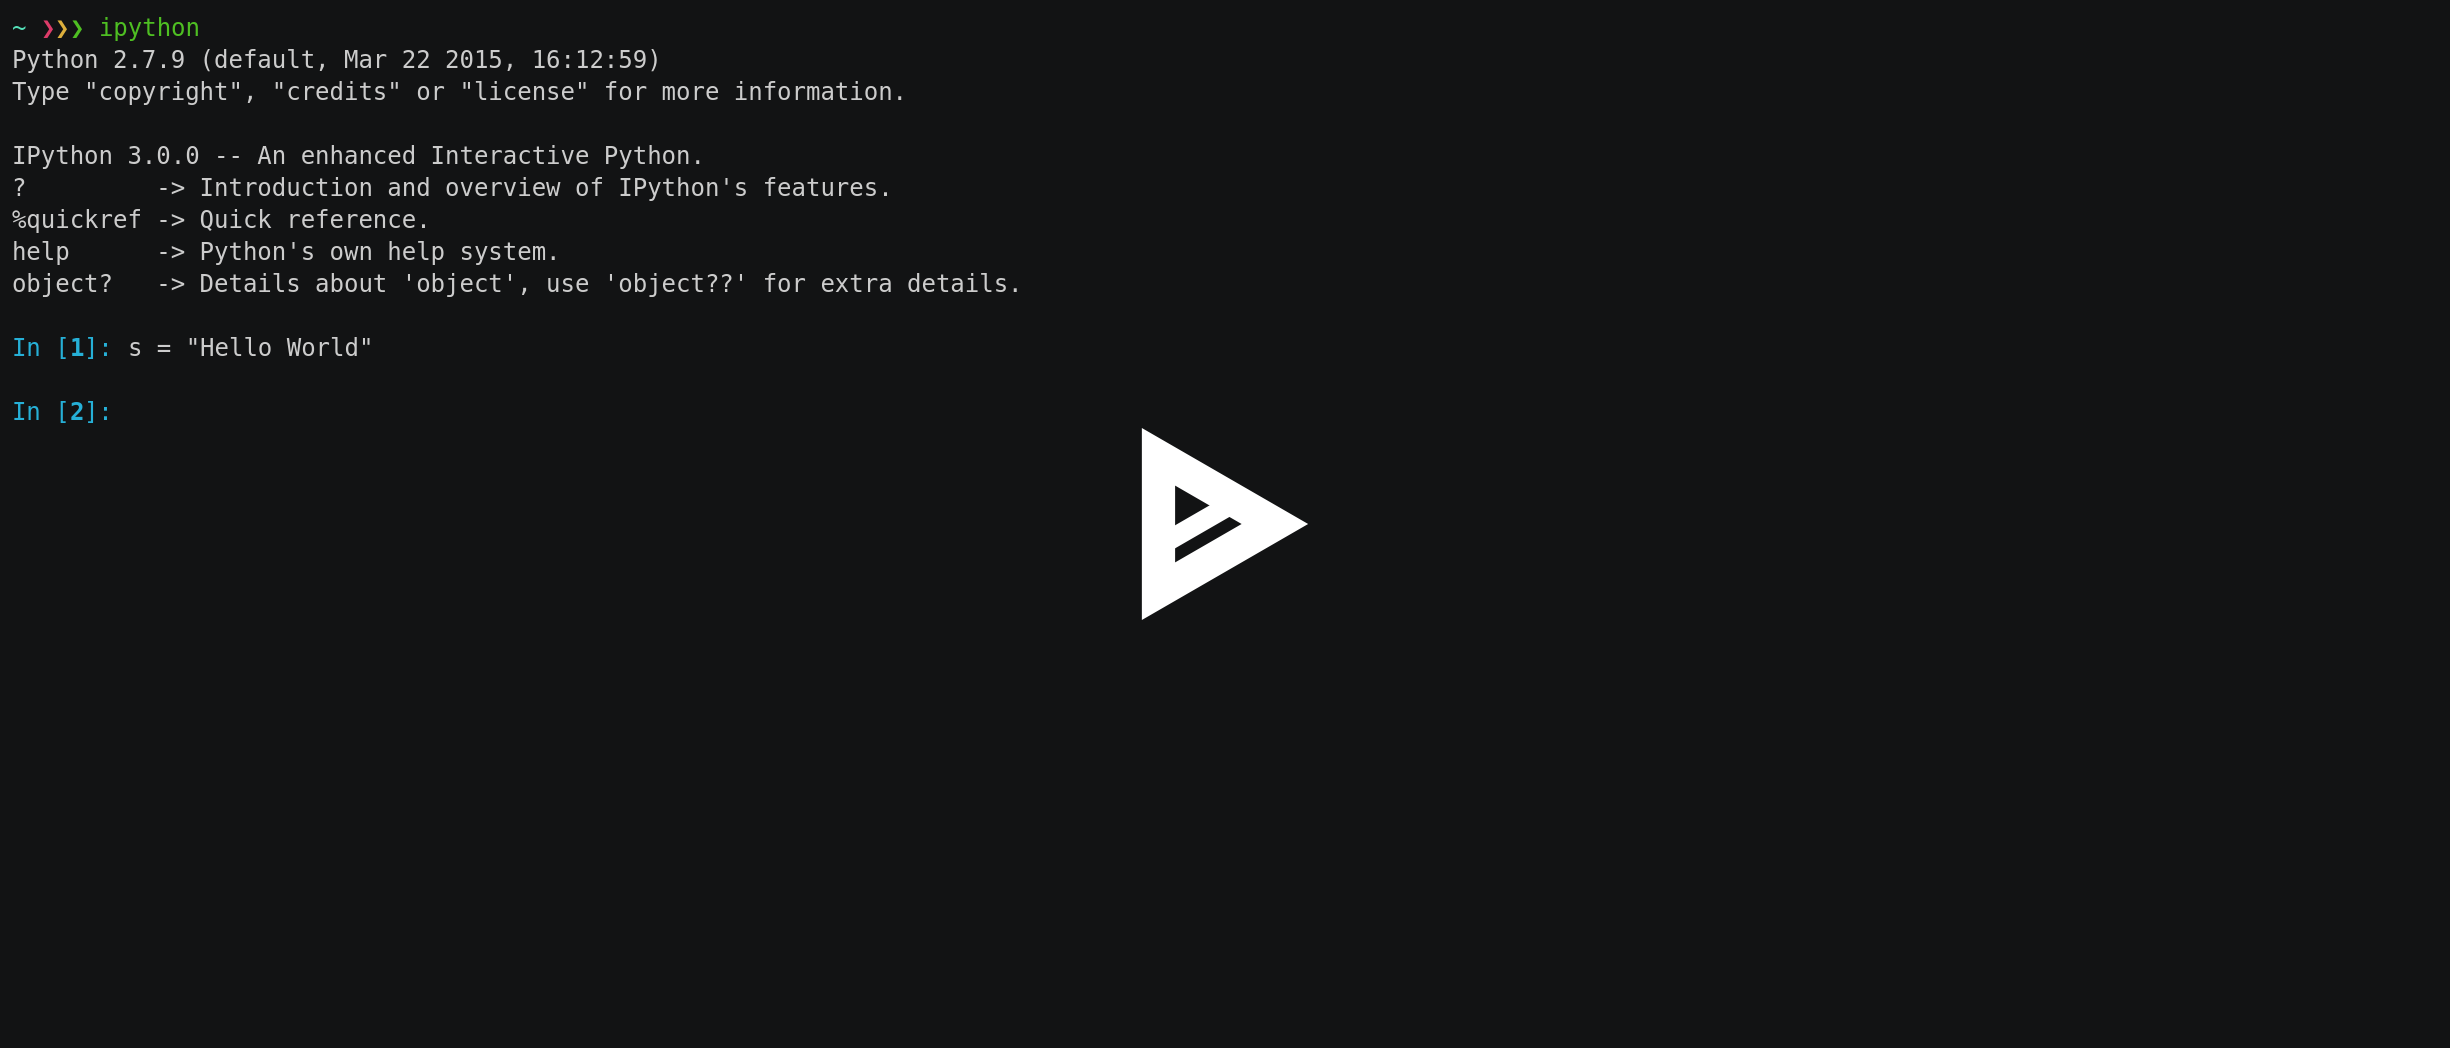 ~ ❯❯❯ ipython
Python 2.7.9 (default, Mar 22 2015, 16:12:59)
Type "copyright", "credits" or "license" for more information.

IPython 3.0.0 -- An enhanced Interactive Python.
?         -> Introduction and overview of IPython's features.
%quickref -> Quick reference.
help      -> Python's own help system.
object?   -> Details about 'object', use 'object??' for extra details.

In [1]: s = "Hello World"

In [2]: